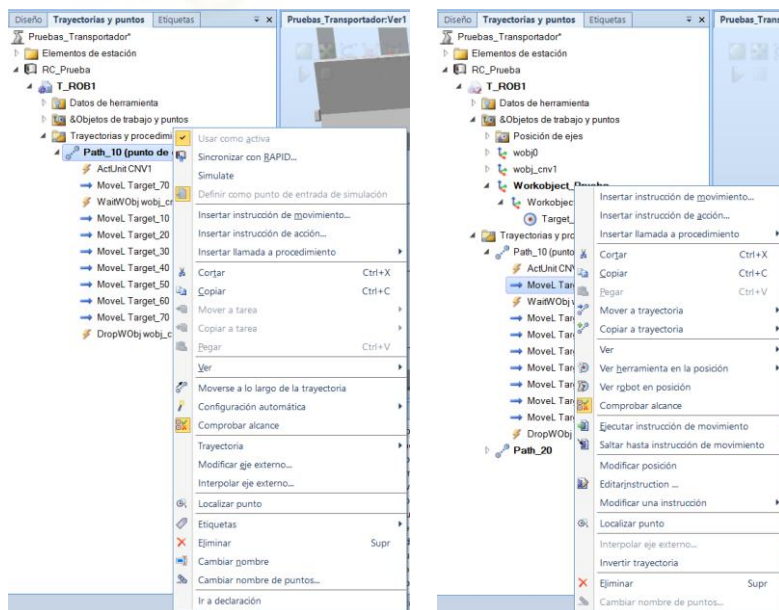 Diseño Trayectorias y puntos Etiquetas
Pruebas_Transportador*
Elementos de estación
RC_Prueba
T_ROB1
Datos de herramienta
&Objetos de trabajo y puntos
Trayectorias y procedimi
Path_10 (punto de
ActUnit CNV1
MoveL Target_70
WaitWObj wobj_cn
MoveL Target_10
MoveL Target_20
MoveL Target_30
MoveL Target_40
MoveL Target_50
MoveL Target_60
MoveL Target_70
DropWObj wobj_c
Pruebas_Transportador:Ver1
Usar como activa
Sincronizar con RAPID...
Simulate
Definir como punto de entrada de simulación
Insertar instrucción de movimiento...
Insertar instrucción de acción...
Insertar llamada a procedimiento
Cortar Ctrl+X
Copiar Ctrl+C
Mover a tarea
Copiar a tarea
Pegar Ctrl+V
Ver
Moverse a lo largo de la trayectoria
Configuración automática
Comprobar alcance
Trayectoria
Modificar eje externo...
Interpolar eje externo...
Localizar punto
Etiquetas
Eliminar Supr
Cambiar nombre
Cambiar nombre de puntos...
Ir a declaración
Diseño Trayectorias y puntos Etiquetas
Pruebas_Transportador*
Elementos de estación
RC_Prueba
T_ROB1
Datos de herramienta
&Objetos de trabajo y puntos
Posición de ejes
wobj0
wobj_cnv1
Workobject_Prueba
Workobjec
Target_
Trayectorias y pro
Path_10 (punto
ActUnit CNV
MoveL Tar
WaitWObj w
MoveL Tar
MoveL Tar
MoveL Tar
MoveL Tar
MoveL Tar
MoveL Tar
MoveL Tar
DropWObj
Path_20
Pruebas_Trans
Insertar instrucción de movimiento...
Insertar instrucción de acción...
Insertar llamada a procedimiento
Cortar Ctrl+X
Copiar Ctrl+C
Pegar Ctrl+V
Mover a trayectoria
Copiar a trayectoria
Ver
Ver herramienta en la posición
Ver robot en posición
Comprobar alcance
Ejecutar instrucción de movimiento
Saltar hasta instrucción de movimiento
Modificar posición
Editarjnstruction ...
Modificar una instrucción
Localizar punto
Interpolar eje externo...
Invertir trayectoria
Eliminar Supr
Cambiar nombre de puntos...